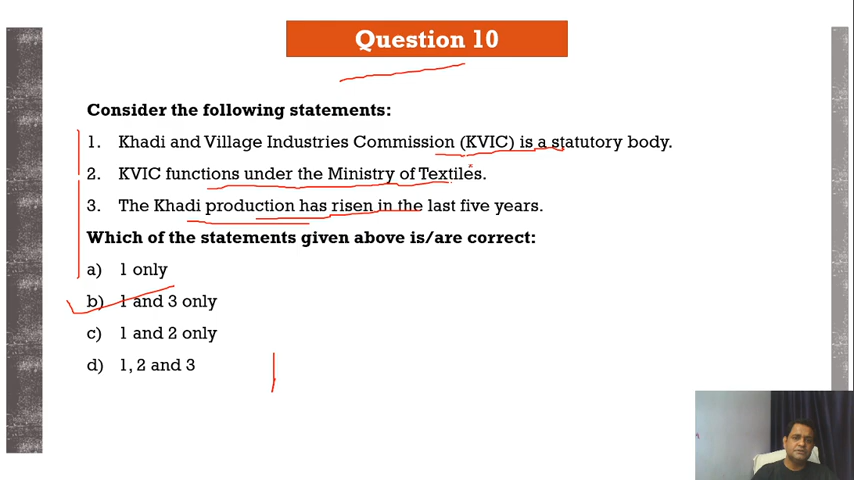 Question 10
Consider the following statements:
1. Khadi and Village Industries Commission (KVIC) is a statutory body.
2. KVIC functions under the Ministry of Textiles.
3. The Khadi production has risen in the last five years.
Which of the statements given above is/are correct:
a) 1 only
b) 1 and 3 only
c) 1 and 2 only
d) 1, 2 and 3